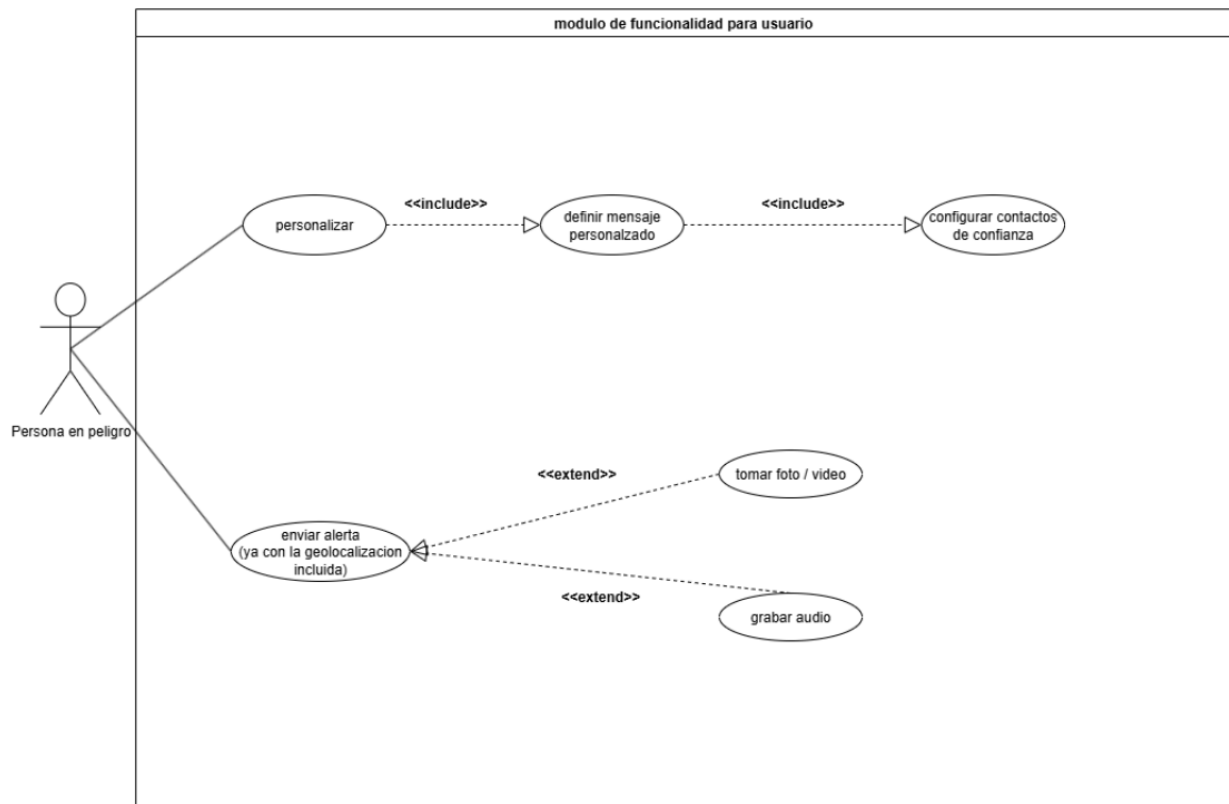 modulo de funcionalidad para usuario
<<include>>
<<include>>
personalizar
definir mensaje
personalzado
configurar contactos
de confianza
Persona en peligro
<<extend>>
tomar foto / video
enviar alerta
(ya con la geolocalizacion
incluida)
<<extend>>
grabar audio